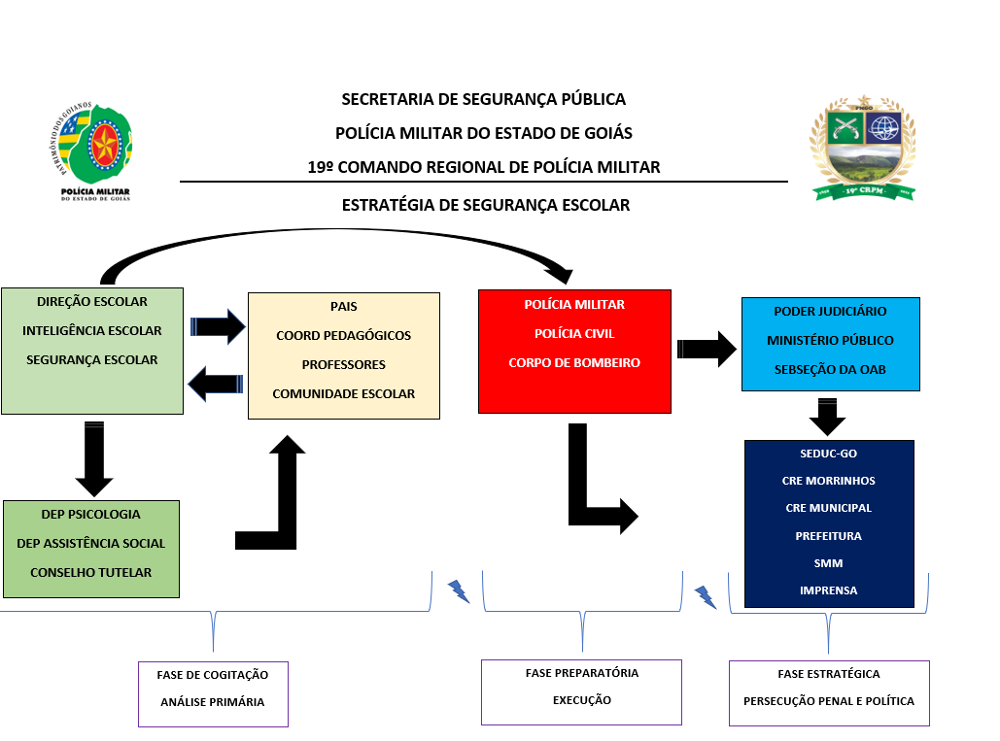 SECRETARIA DE SEGURANÇA PÚBLICA
POLÍCIA MILITAR DO ESTADO DE GOIÁS
19º COMANDO REGIONAL DE POLÍCIA MILITAR
ESTRATÉGIA DE SEGURANÇA ESCOLAR
PATRIMÔNIO DOS GOIANOS
POLÍCIA MILITAR
DO ESTADO DE GOIÁS
PMGO
19º CRPM
DIREÇÃO ESCOLAR
INTELIGÊNCIA ESCOLAR
SEGURANÇA ESCOLAR
PAIS
COORD PEDAGÓGICOS
PROFESSORES
COMUNIDADE ESCOLAR
POLÍCIA MILITAR
POLÍCIA CIVIL
CORPO DE BOMBEIRO
PODER JUDICIÁRIO
MINISTÉRIO PÚBLICO
SEBSEÇÃO DA OAB
DEP PSICOLOGIA
DEP ASSISTÊNCIA SOCIAL
CONSELHO TUTELAR
SEDUC-GO
CRE MORRINHOS
CRE MUNICIPAL
PREFEITURA
SMM
IMPRENSA
FASE DE COGITAÇÃO
ANÁLISE PRIMÁRIA
FASE PREPARATÓRIA
EXECUÇÃO
FASE ESTRATÉGICA
PERSECUÇÃO PENAL E POLÍTICA